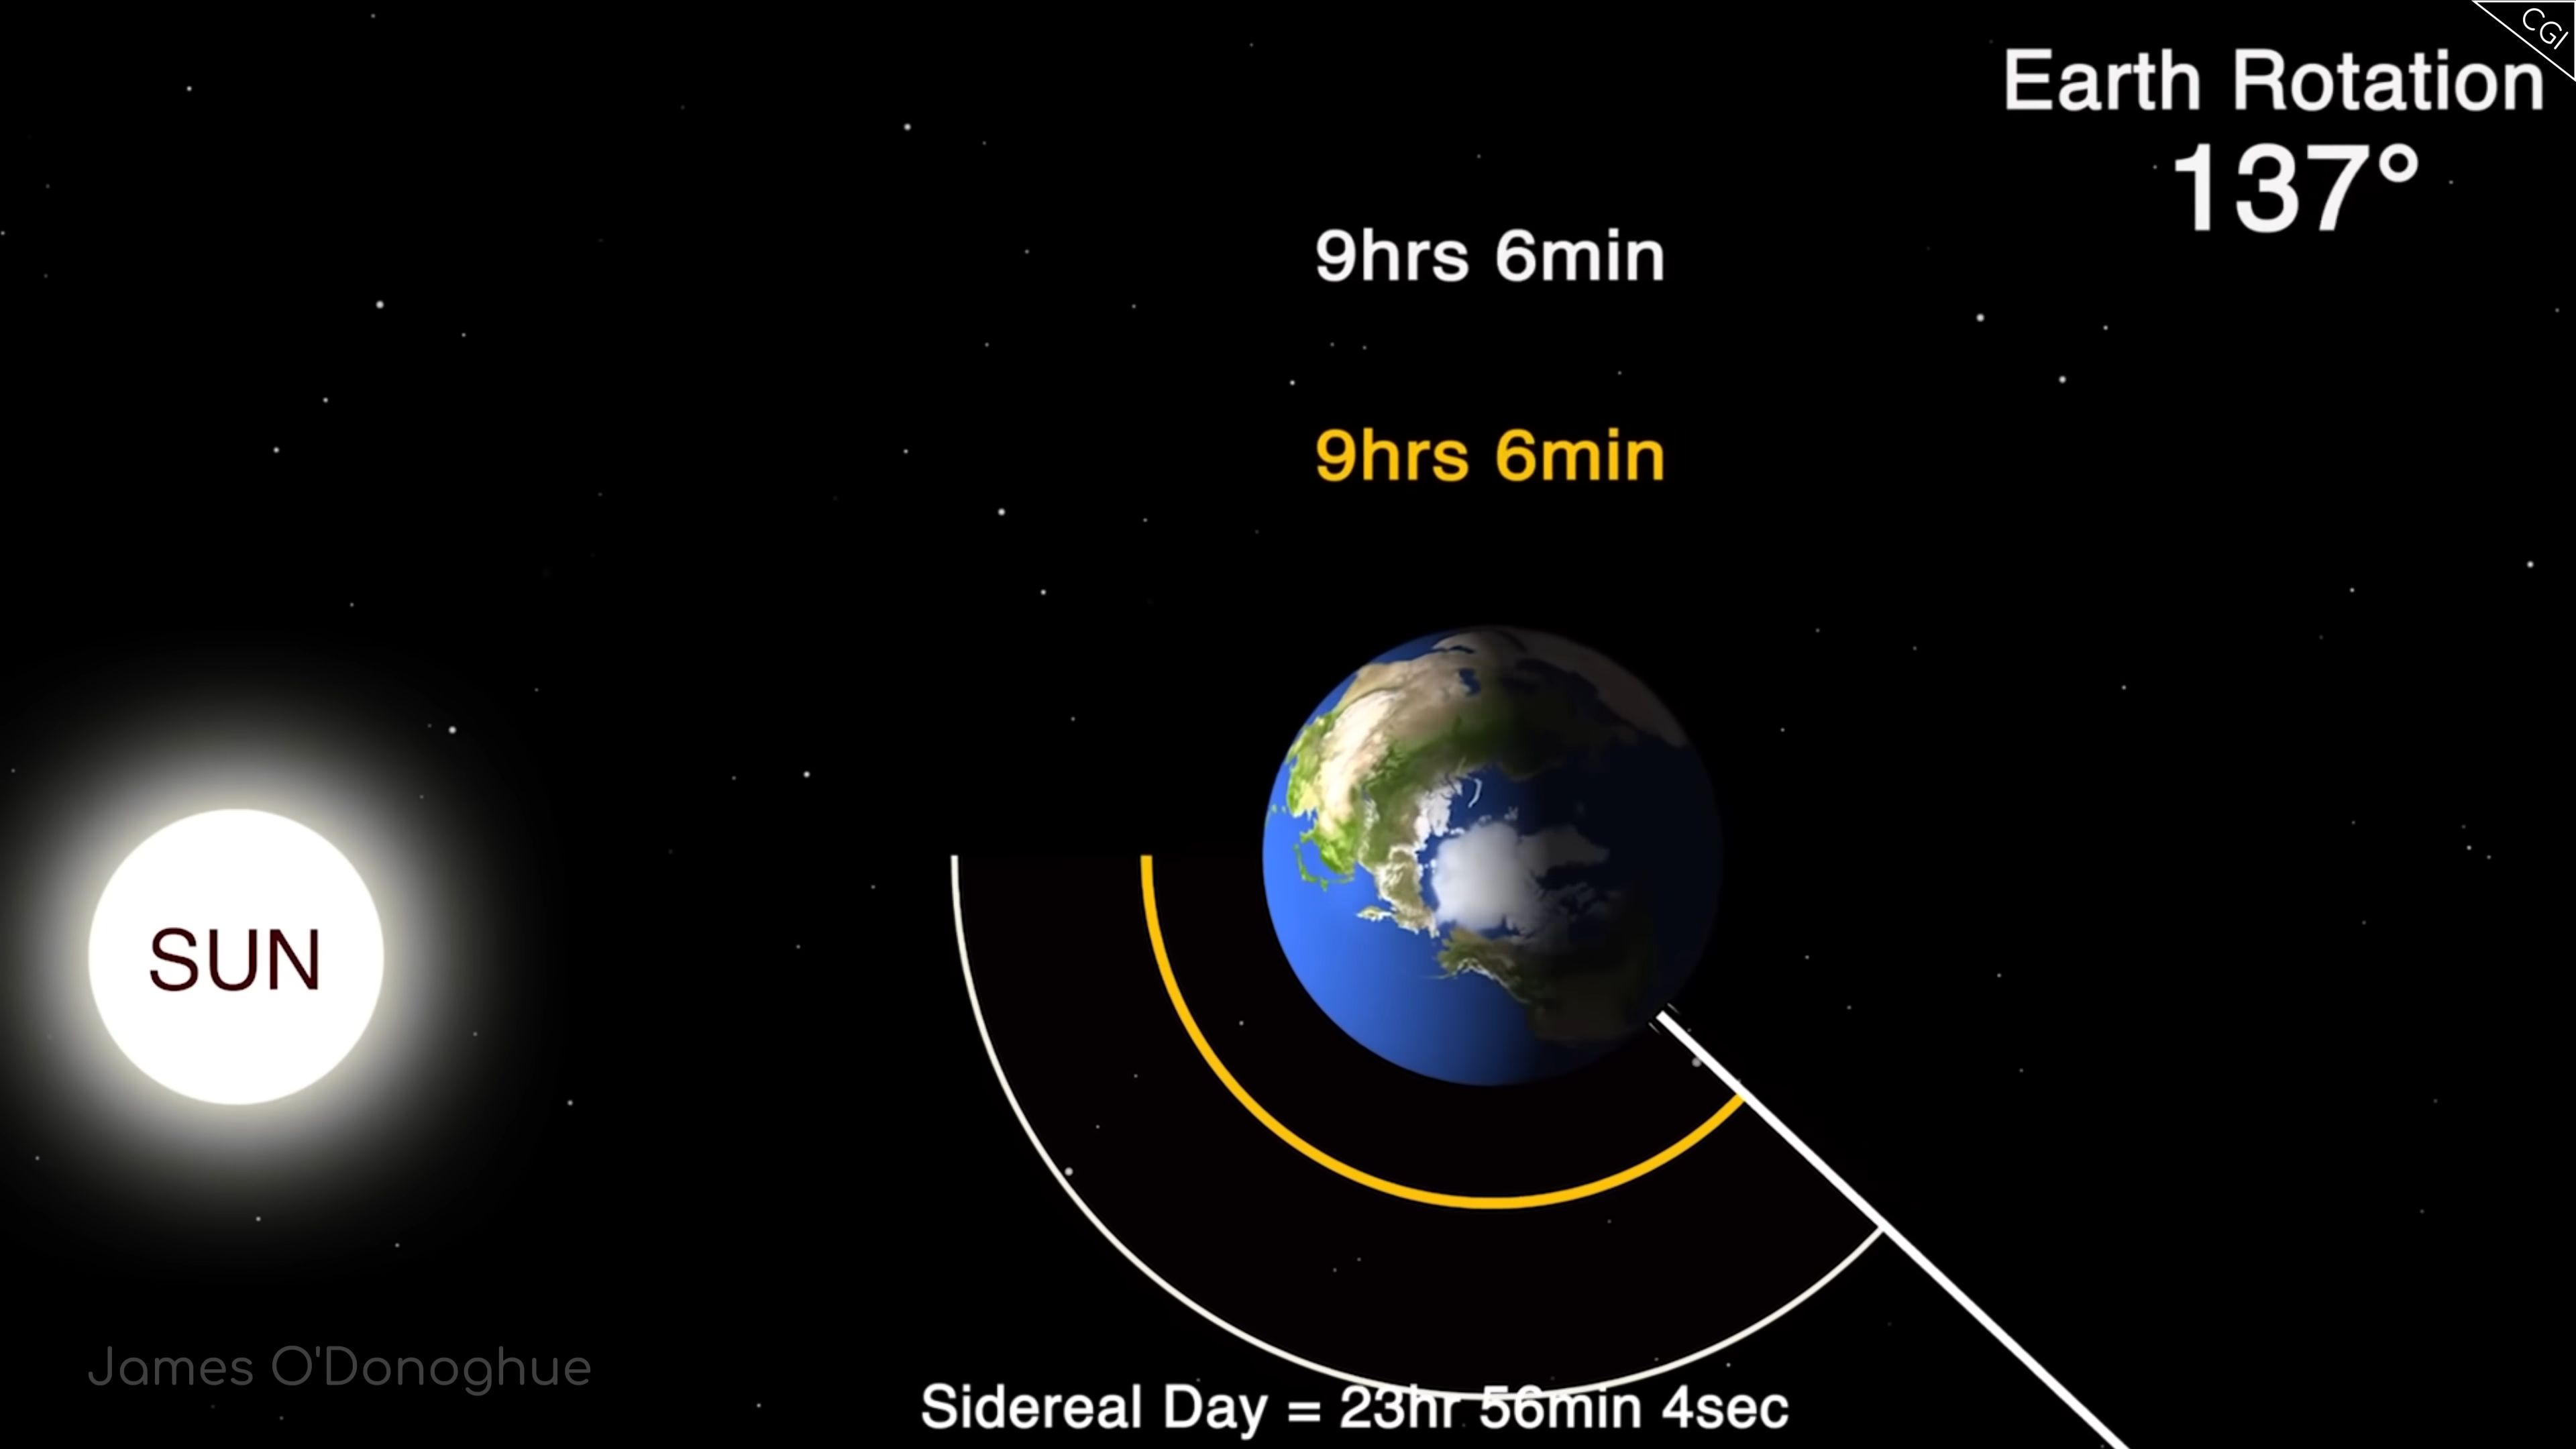 CGI
Earth Rotation
137°
9hrs 6min
9hrs 6min
SUN
James O'Donoghue
Sidereal Day = 23hr 56min 4sec